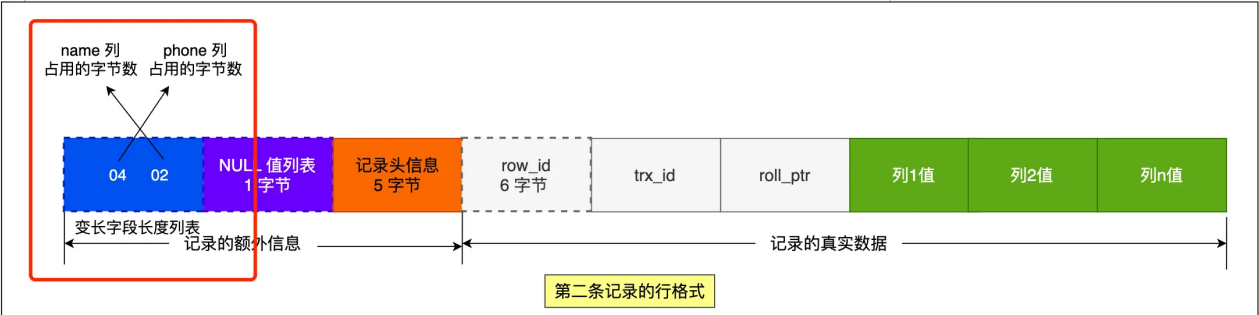 name 列
占用的字节数
phone 列
占用的字节数
04 02
NULL 值列表
1 字节
记录头信息
5 字节
row_id
6 字节
trx_id
roll_ptr
列1值
列2值
列n值
变长字段长度列表
记录的额外信息
记录的真实数据
第二条记录的行格式